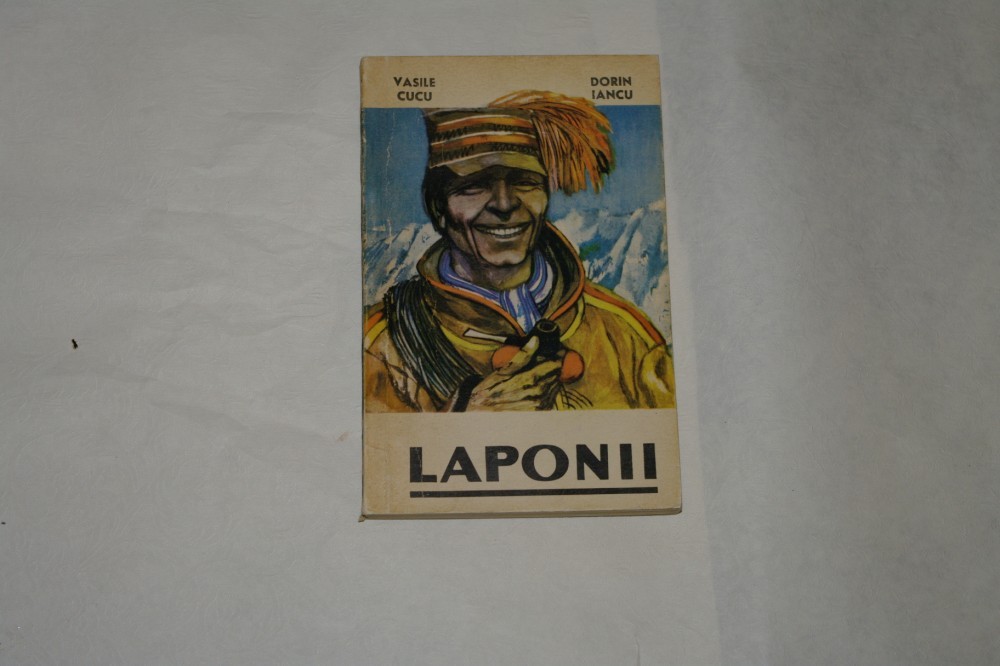 VASILE
CUCU
DORIN
IANCU
LAPONII